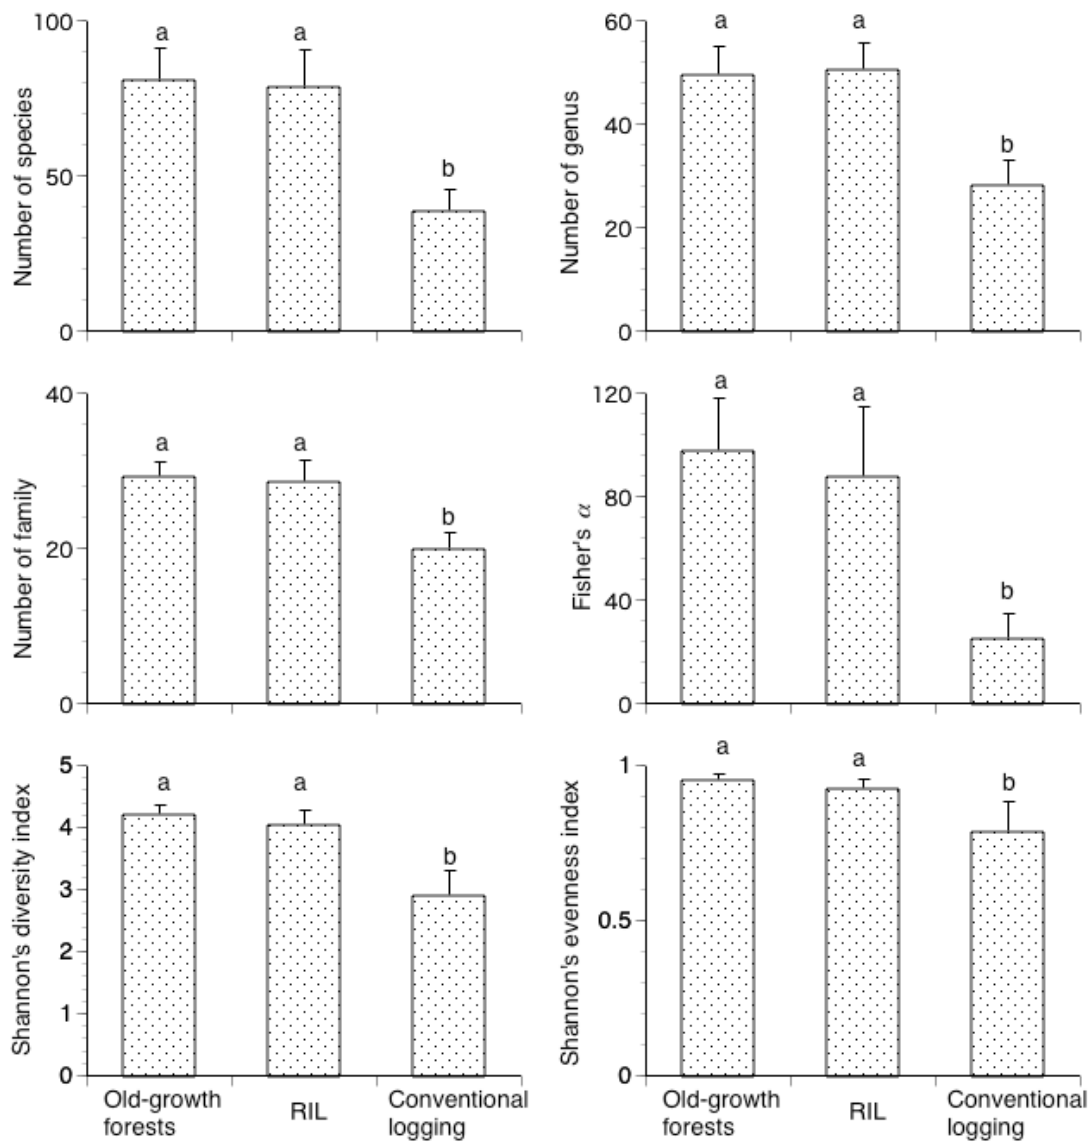 Number of species
100
50
0
a
a
b
Number of genus
60
40
20
0
a
a
b
Number of family
40
20
0
a
a
b
Fisher's α
120
80
40
0
a
a
b
Shannon's diversity index
5
4
3
2
1
0
a
a
b
Old-growth
forests
RIL
Conventional
logging
Shannon's evenness index
1
0.5
0
a
a
b
Old-growth
forests
RIL
Conventional
logging